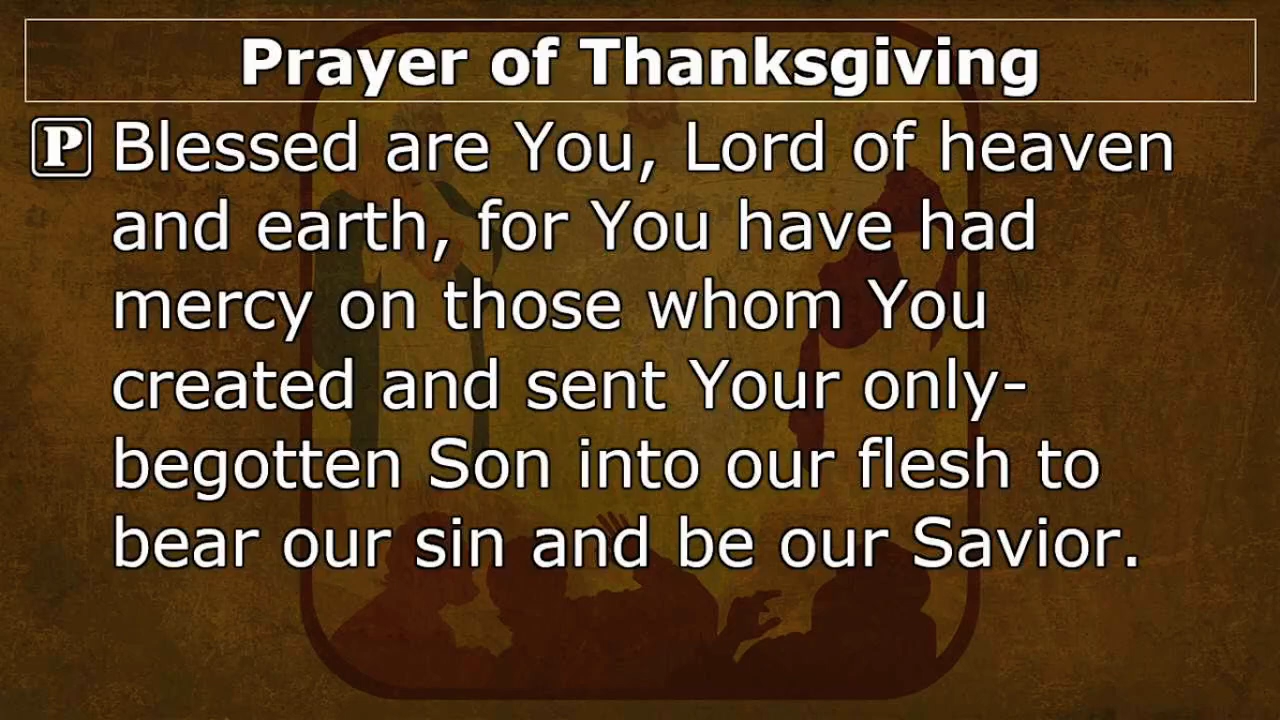 Prayer of Thanksgiving
P Blessed are You, Lord of heaven
and earth, for You have had
mercy on those whom You
created and sent Your only-
begotten Son into our flesh to
bear our sin and be our Savior.